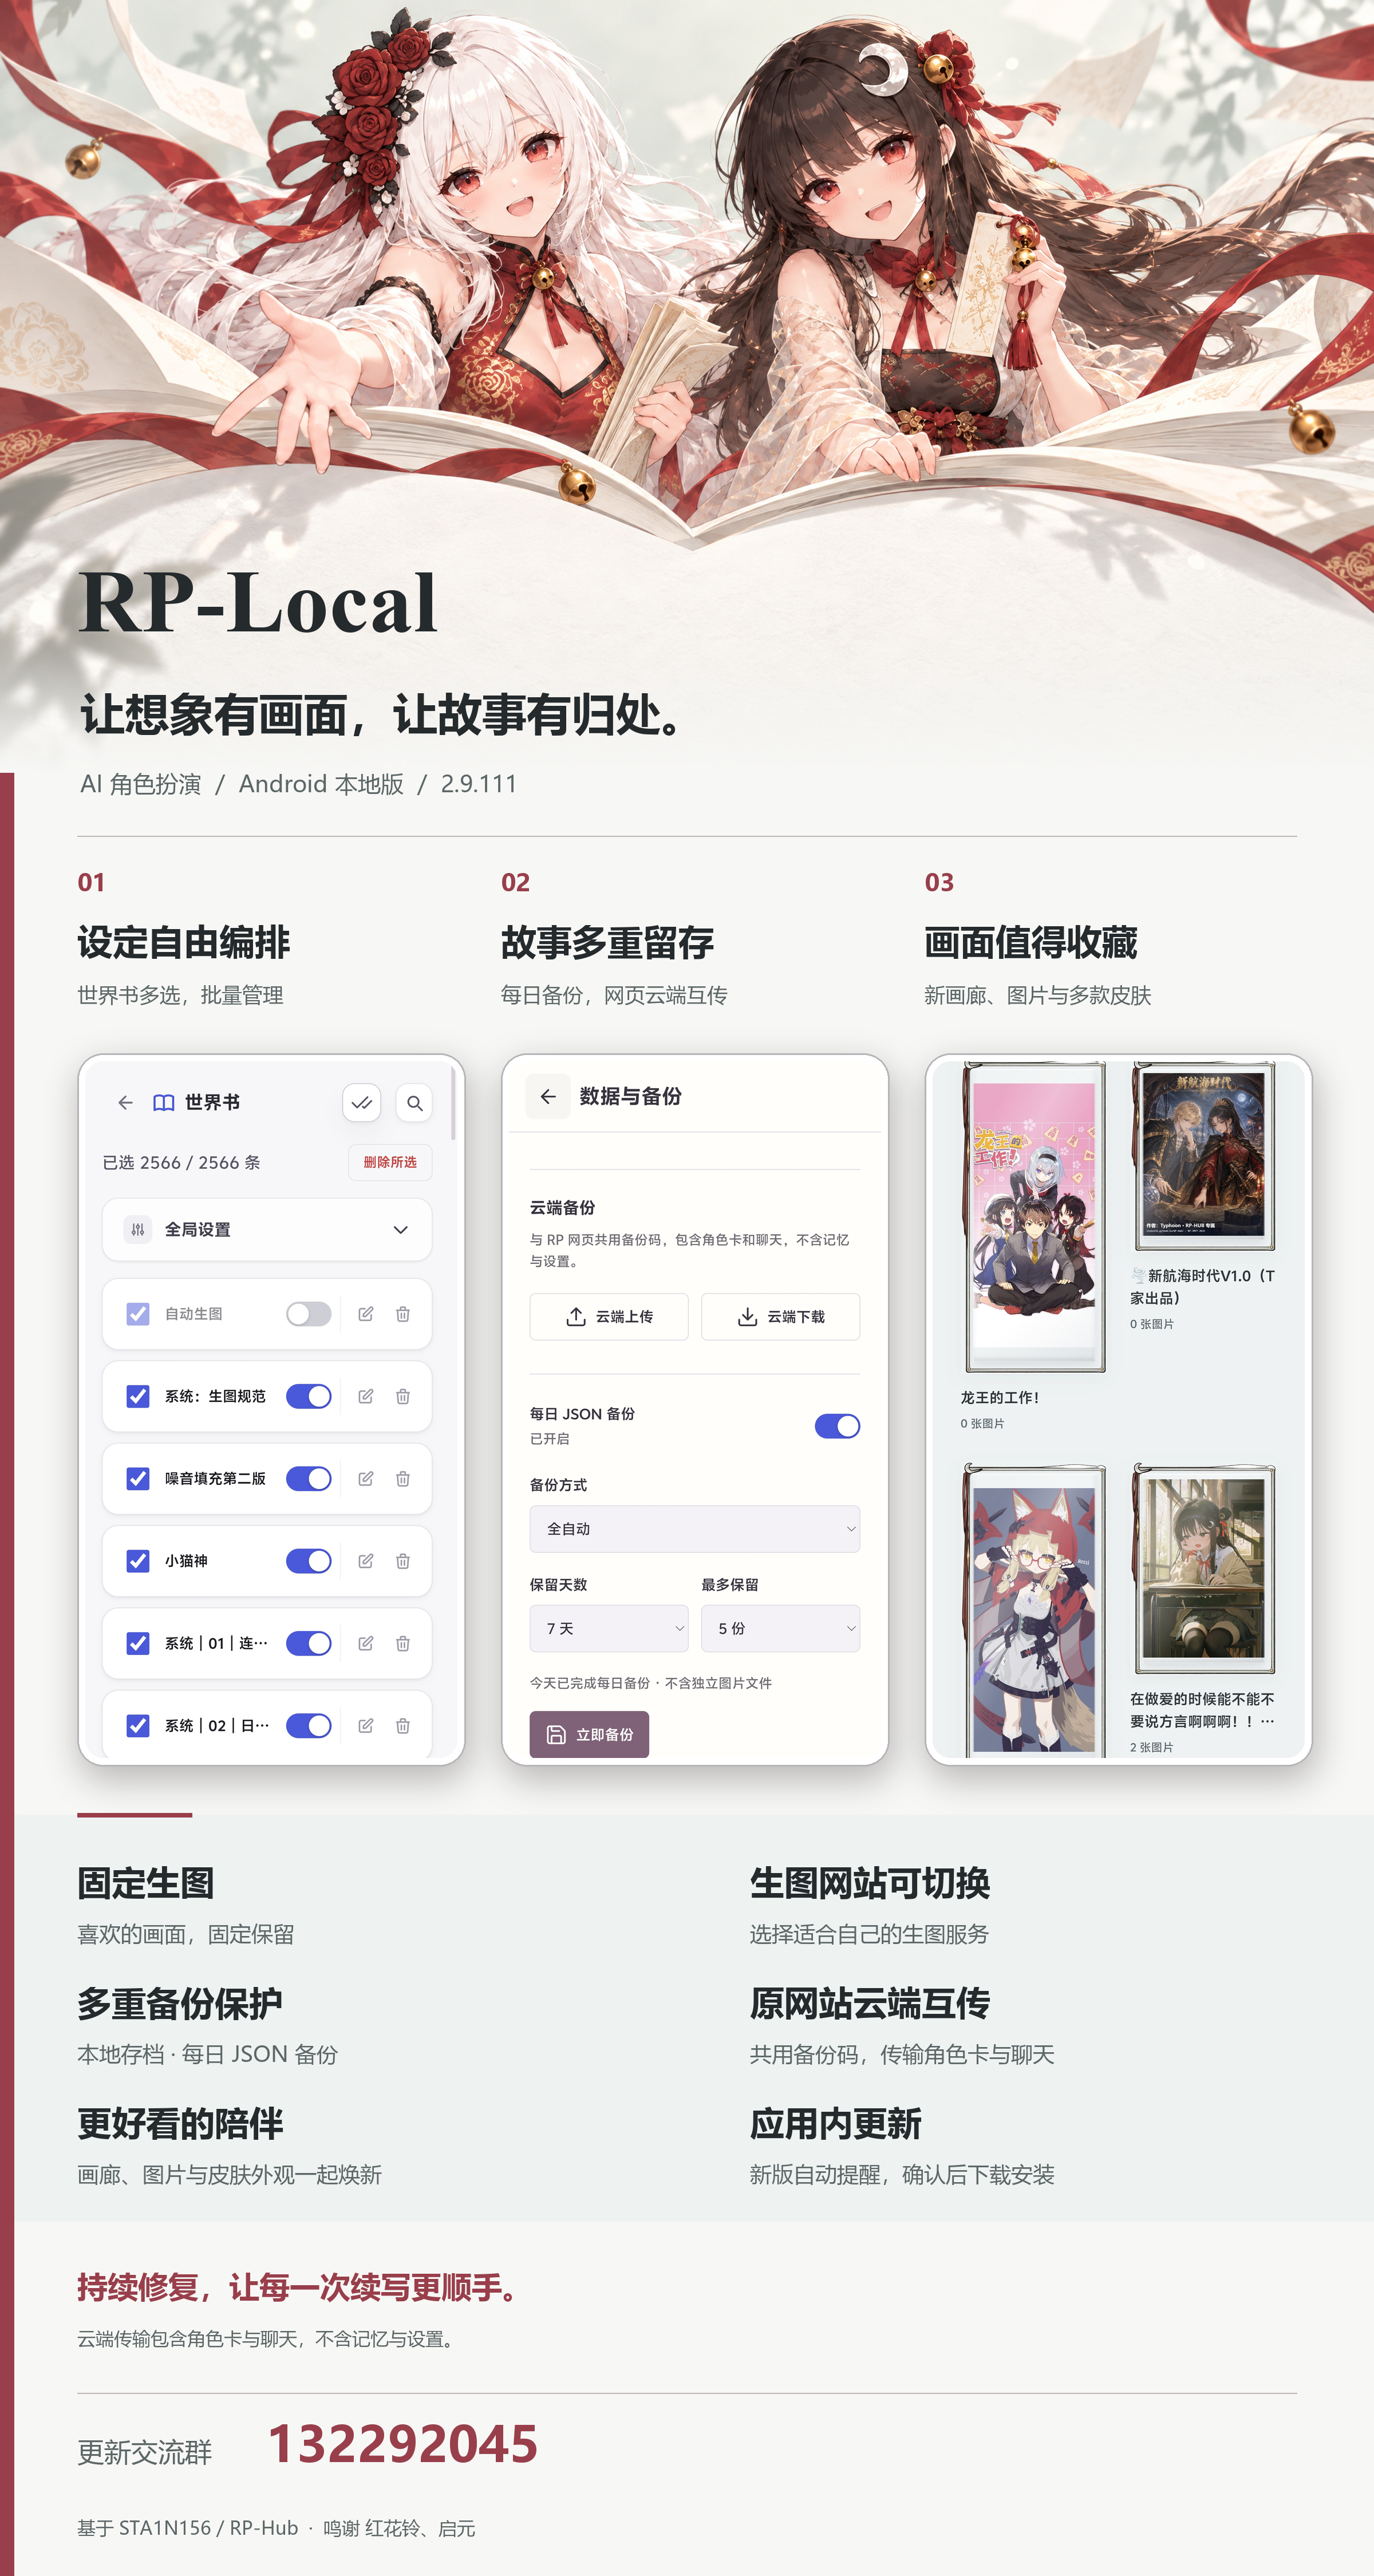 RP-Local
让想象有画面，让故事有归处。
AI 角色扮演 / Android 本地版 / 2.9.111
01
设定自由编排
世界书多选，批量管理
02
故事多重留存
每日备份，网页云端互传
03
画面值得收藏
新画廊、图片与多款皮肤
世界书
已选 2566 / 2566 条
删除所选
全局设置
自动生图
系统：生图规范
噪音填充第二版
小猫神
系统｜01｜连…
系统｜02｜日…
数据与备份
云端备份
与 RP 网页共用备份码，包含角色卡和聊天，不含记忆
与设置。
云端上传
云端下载
每日 JSON 备份
已开启
备份方式
全自动
保留天数
最多保留
7 天
5 份
今天已完成每日备份 · 不含独立图片文件
立即备份
龙王的
工作！
龙王的工作！
0 张图片
新航海时代
作者：Typhoon • RP-HUB 专属
新航海时代V1.0（T
家出品）
0 张图片
在做爱的时候能不能不
要说方言啊啊啊！！…
2 张图片
固定生图
喜欢的画面，固定保留
生图网站可切换
选择适合自己的生图服务
多重备份保护
本地存档 · 每日 JSON 备份
原网站云端互传
共用备份码，传输角色卡与聊天
更好看的陪伴
画廊、图片与皮肤外观一起焕新
应用内更新
新版自动提醒，确认后下载安装
持续修复，让每一次续写更顺手。
云端传输包含角色卡与聊天，不含记忆与设置。
更新交流群 132292045
基于 STA1N156 / RP-Hub · 鸣谢 红花铃、启元